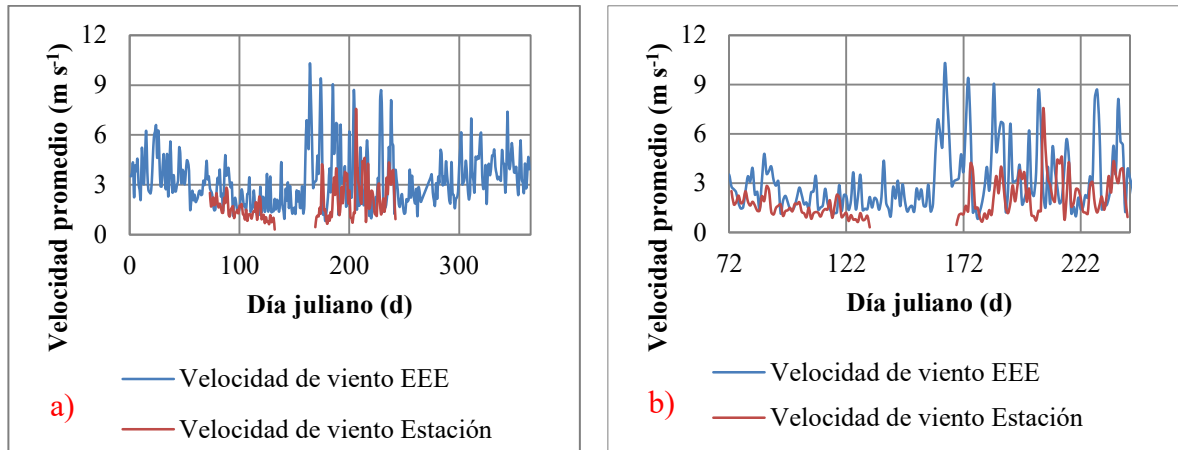 Velocidad promedio (m s⁻¹)
12
9
6
3
0
0 100 200 300
Día juliano (d)
Velocidad de viento EEE
Velocidad de viento Estación
a)
Velocidad promedio (m s⁻¹)
12
9
6
3
0
72 122 172 222
Día juliano (d)
Velocidad de viento EEE
Velocidad de viento Estación
b)